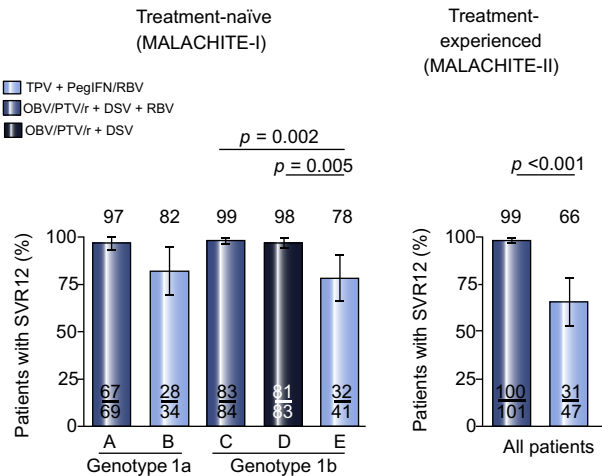 Treatment-naïve
(MALACHITE-I)
Treatment-
experienced
(MALACHITE-II)
TPV + PegIFN/RBV
OBV/PTV/r + DSV + RBV
OBV/PTV/r + DSV
p = 0.002
p = 0.005
p <0.001
97 82 99 98 78
99 66
Patients with SVR12 (%)
100
75
50
25
0
67 28 83 81 32
69 34 84 83 41
A B C D E
Genotype 1a Genotype 1b
Patients with SVR12 (%)
100
75
50
25
0
100 31
101 47
All patients